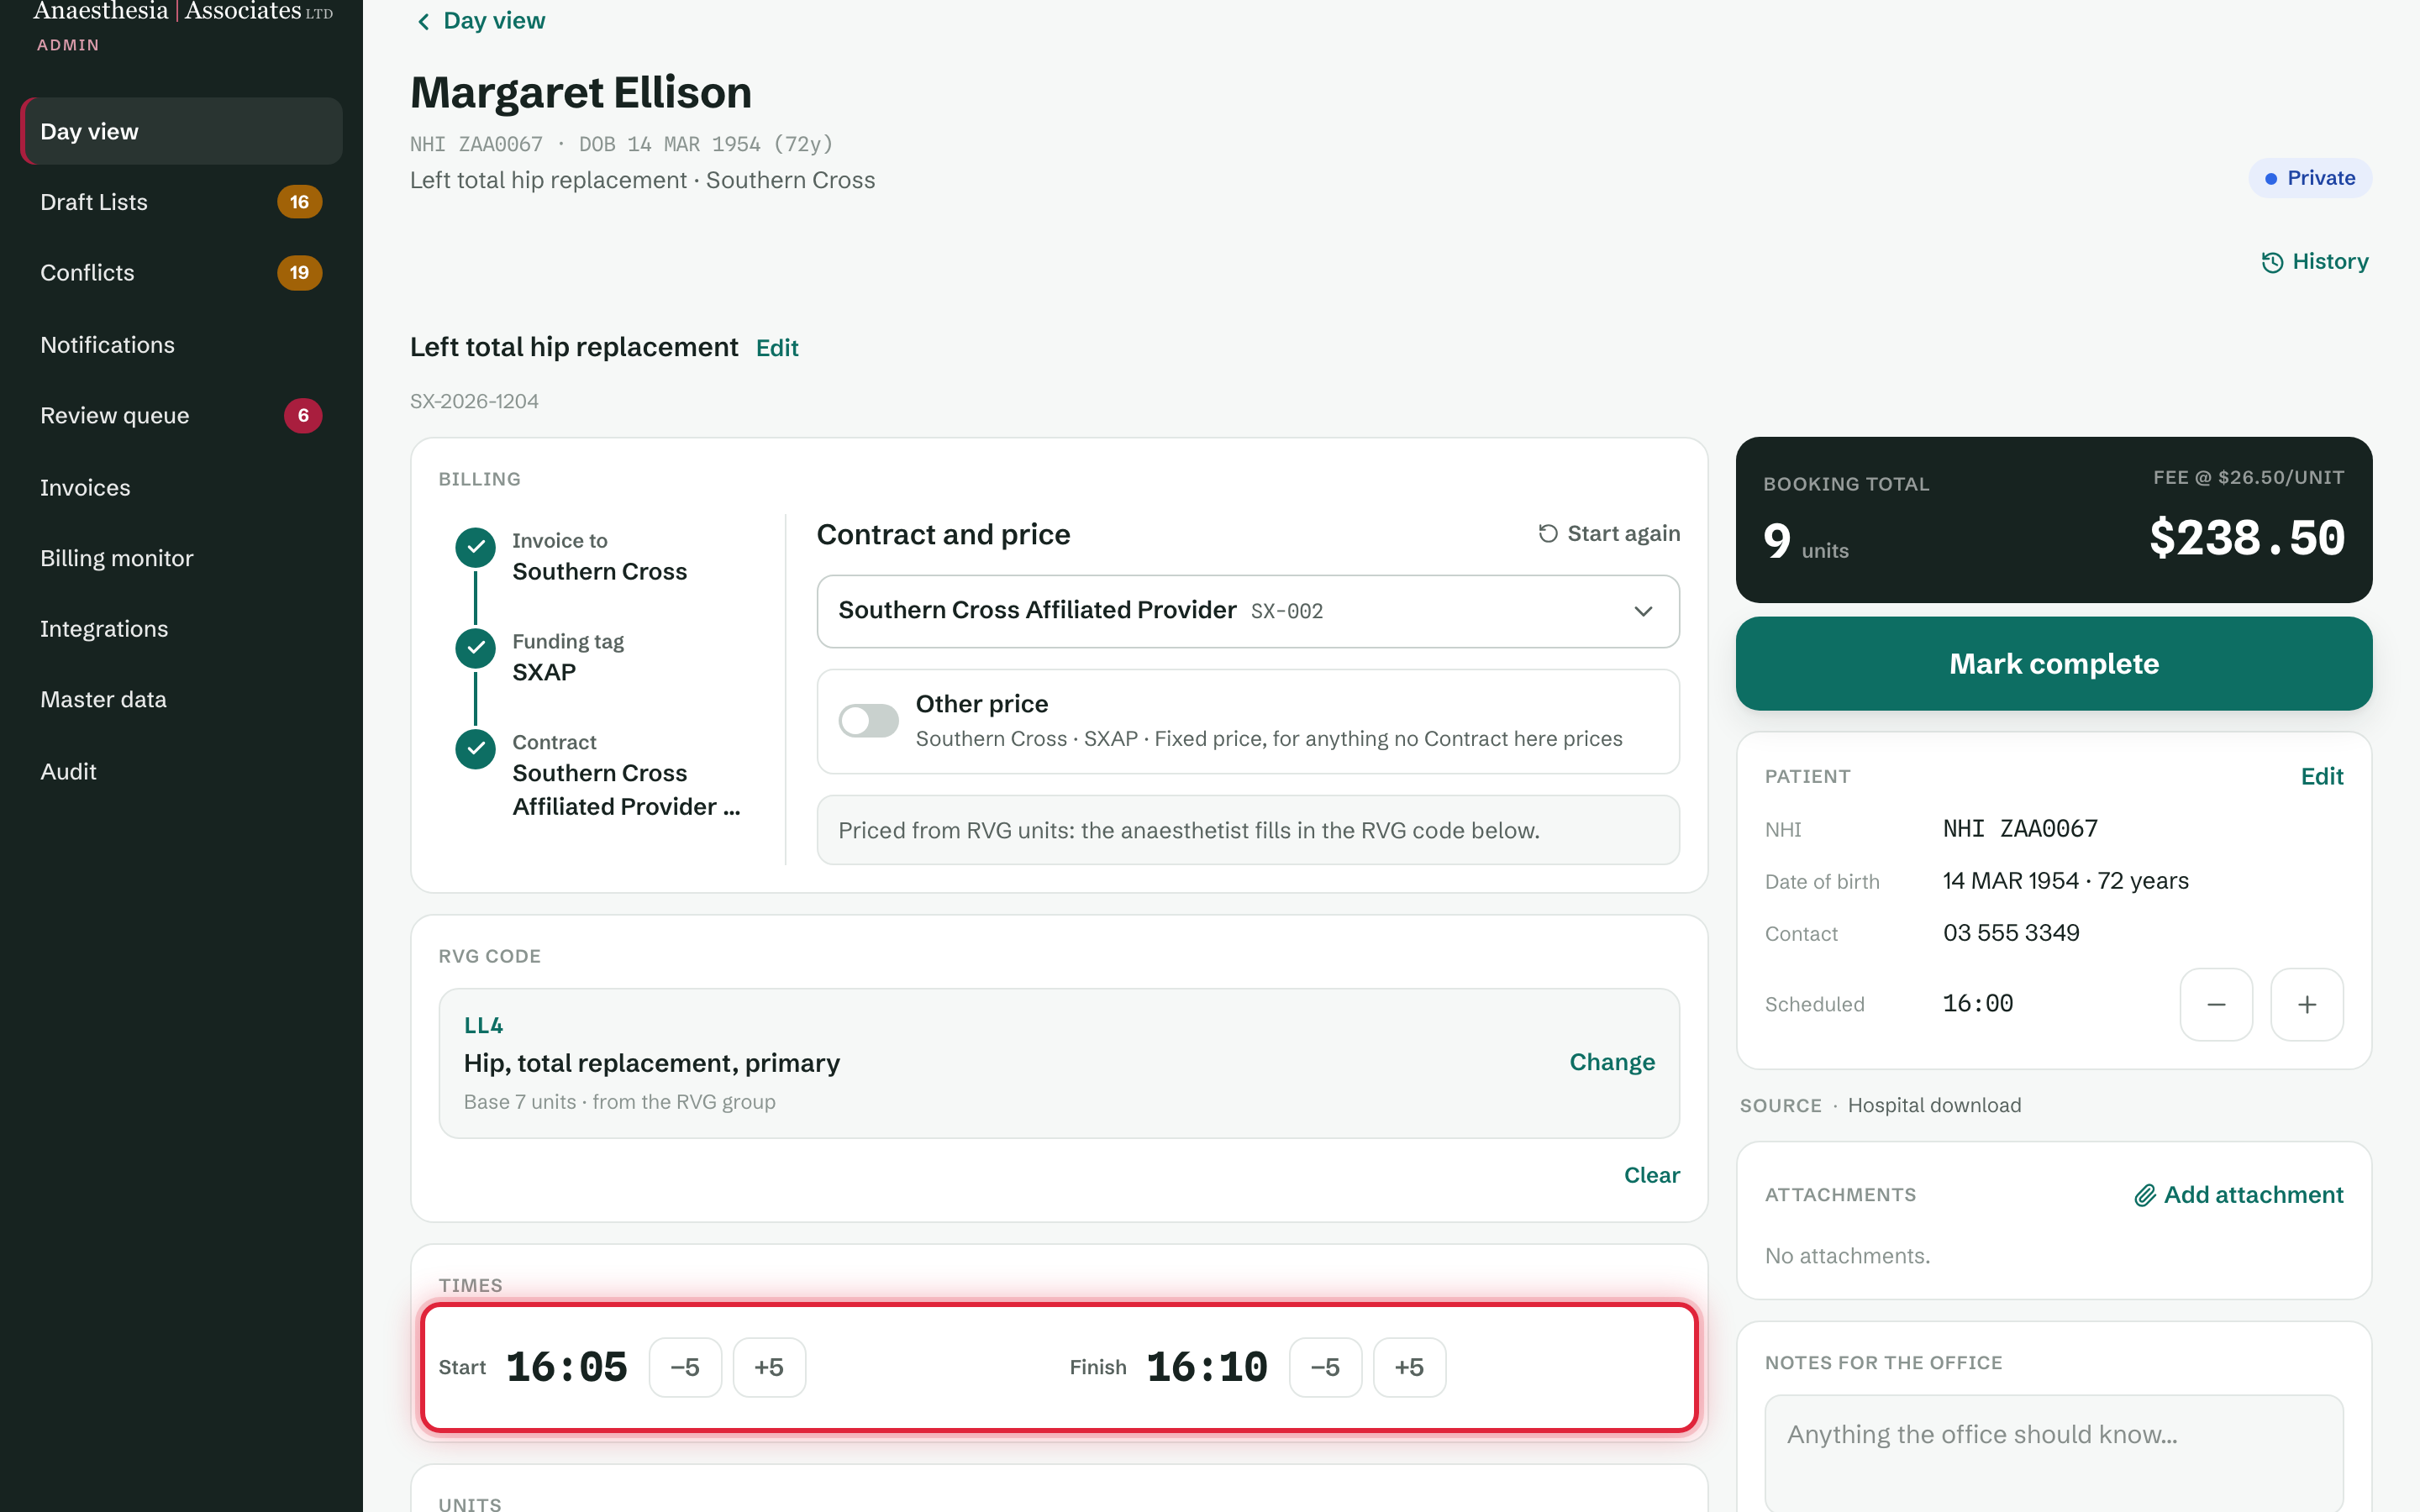 Anaesthesia | Associates LTD
ADMIN
Day view
Draft Lists 16
Conflicts 19
Notifications
Review queue 6
Invoices
Billing monitor
Integrations
Master data
Audit
Day view
Margaret Ellison
NHI ZAA0067 · DOB 14 MAR 1954 (72y)
Left total hip replacement · Southern Cross
Private
History
Left total hip replacement Edit
SX-2026-1204
BILLING
Invoice to
Southern Cross
Funding tag
SXAP
Contract
Southern Cross
Affiliated Provider ...
Contract and price
Start again
Southern Cross Affiliated Provider SX-002
Other price
Southern Cross · SXAP · Fixed price, for anything no Contract here prices
Priced from RVG units: the anaesthetist fills in the RVG code below.
RVG CODE
LL4
Hip, total replacement, primary
Base 7 units · from the RVG group
Change
Clear
TIMES
Start 16:05 −5 +5
Finish 16:10 −5 +5
UNITS
BOOKING TOTAL
FEE @ $26.50/UNIT
9 units
$238.50
Mark complete
PATIENT
Edit
NHI NHI ZAA0067
Date of birth 14 MAR 1954 · 72 years
Contact 03 555 3349
Scheduled 16:00 − +
SOURCE · Hospital download
ATTACHMENTS
Add attachment
No attachments.
NOTES FOR THE OFFICE
Anything the office should know...